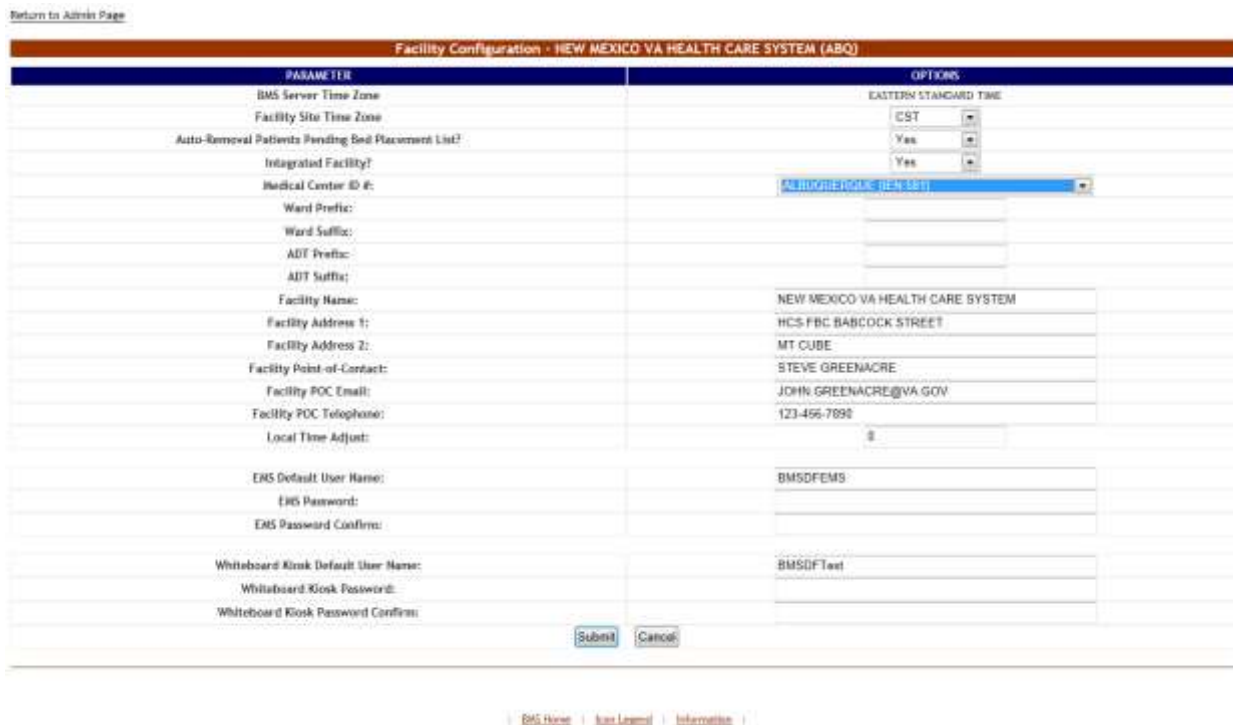 Return to Admin Page
Facility Configuration - NEW MEXICO VA HEALTH CARE SYSTEM (ABQ)
PARAMETER OPTIONS
BMS Server Time Zone EASTERN STANDARD TIME
Facility Site Time Zone CST
Auto-Removal Patients Pending Bed Placement List? Yes
Integrated Facility? Yes
Medical Center ID #: ALBUQUERQUE [IEN:581]
Ward Prefix:
Ward Suffix:
ADT Prefix:
ADT Suffix:
Facility Name: NEW MEXICO VA HEALTH CARE SYSTEM
Facility Address 1: HCS FBC BABCOCK STREET
Facility Address 2: MT CUBE
Facility Point-of-Contact: STEVE GREENACRE
Facility POC Email: JOHN.GREENACRE@VA.GOV
Facility POC Telephone: 123-456-7890
Local Time Adjust: 0
EMS Default User Name: BMSDFEMS
EMS Password:
EMS Password Confirm:
Whiteboard Kiosk Default User Name: BMSDFTest
Whiteboard Kiosk Password:
Whiteboard Kiosk Password Confirm:
Submit Cancel
| BMS Home | Icon Legend | Information |